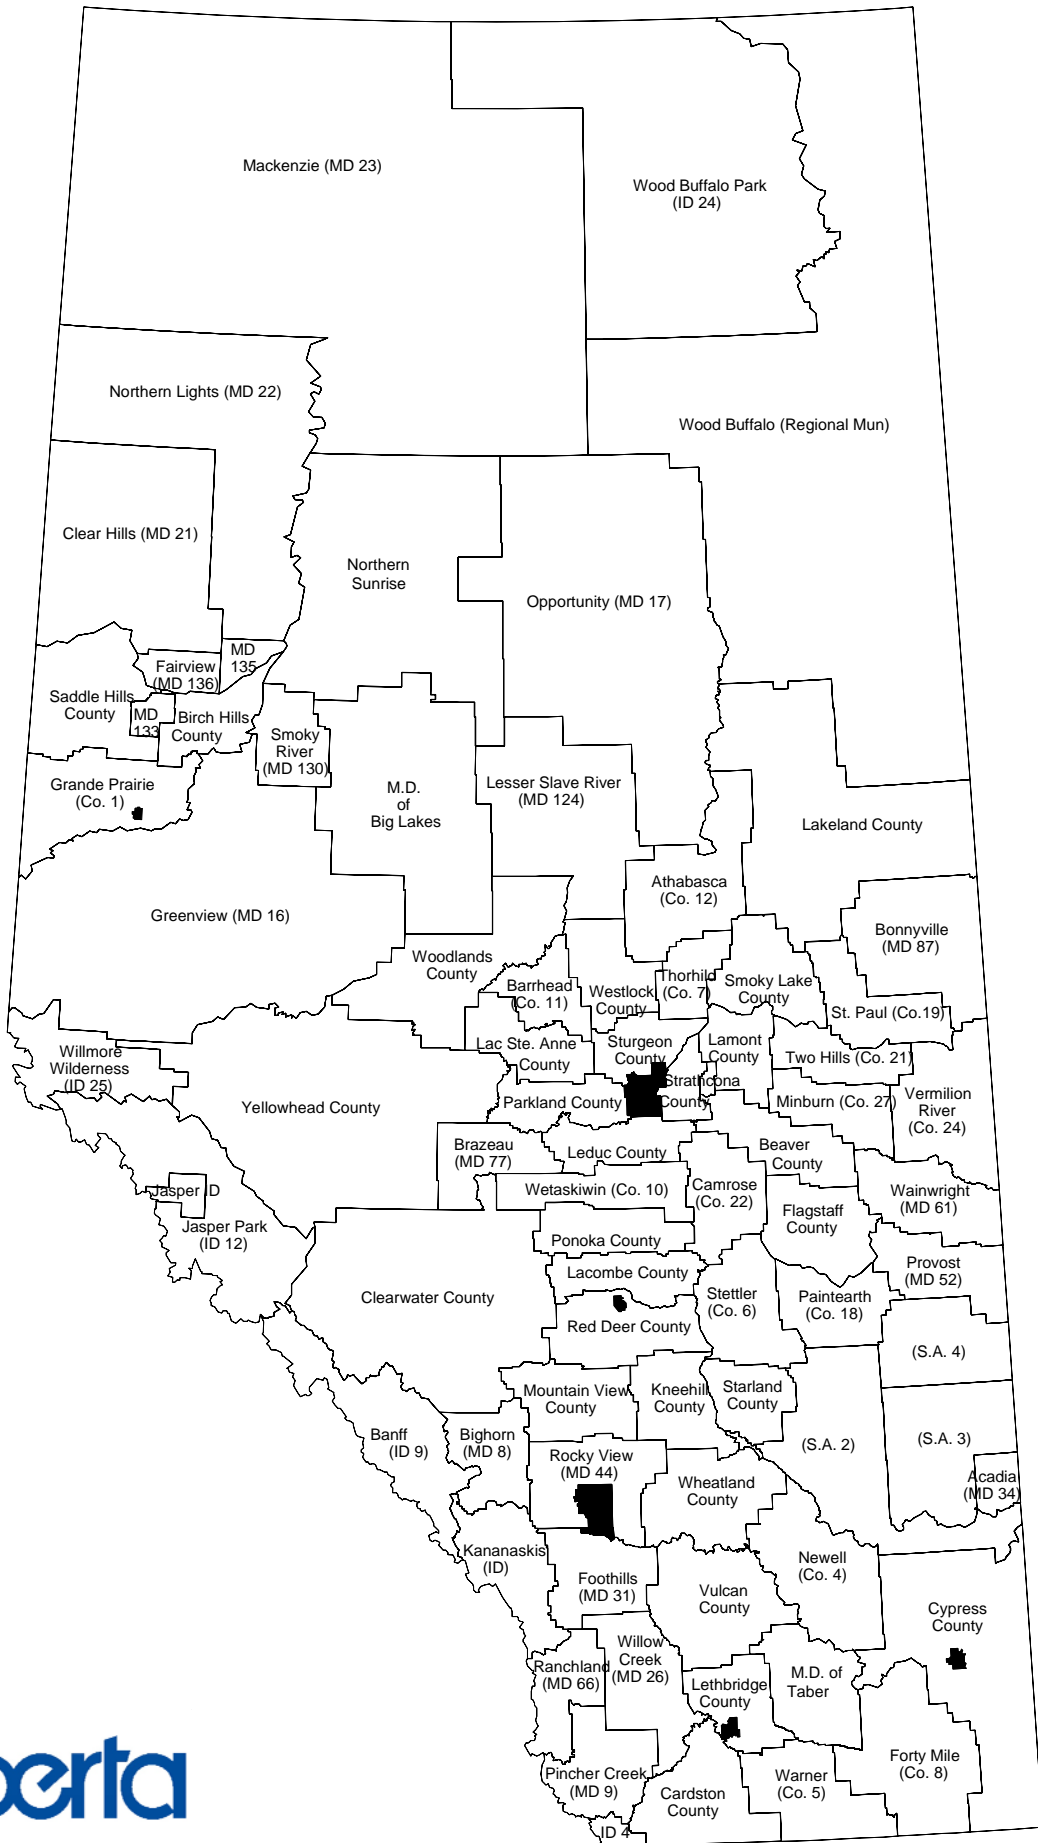 Mackenzie (MD 23)
Wood Buffalo Park
(ID 24)
Northern Lights (MD 22)
Wood Buffalo (Regional Mun)
Clear Hills (MD 21)
Northern
Sunrise
Opportunity (MD 17)
MD
135
Fairview
(MD 136)
Saddle Hills
County
MD
133
Birch Hills
County
Smoky
River
(MD 130)
Grande Prairie
(Co. 1)
M.D.
of
Big Lakes
Lesser Slave River
(MD 124)
Lakeland County
Athabasca
(Co. 12)
Greenview (MD 16)
Bonnyville
(MD 87)
Woodlands
County
Barrhead
(Co. 11)
Westlock
County
Thorhild
(Co. 7)
Smoky Lake
County
St. Paul (Co.19)
Willmore
Wilderness
(ID 25)
Lac Ste. Anne
County
Sturgeon
County
Lamont
County
Two Hills (Co. 21)
Strathcona
County
Minburn (Co. 27)
Vermilion
River
(Co. 24)
Yellowhead County
Parkland County
Brazeau
(MD 77)
Leduc County
Beaver
County
Jasper ID
Wetaskiwin (Co. 10)
Camrose
(Co. 22)
Wainwright
(MD 61)
Jasper Park
(ID 12)
Ponoka County
Flagstaff
County
Provost
(MD 52)
Lacombe County
Clearwater County
Stettler
(Co. 6)
Paintearth
(Co. 18)
Red Deer County
(S.A. 4)
Mountain View
County
Kneehill
County
Starland
County
Banff
(ID 9)
Bighorn
(MD 8)
(S.A. 2)
(S.A. 3)
Rocky View
(MD 44)
Wheatland
County
Acadia
(MD 34)
Kananaskis
(ID)
Foothills
(MD 31)
Vulcan
County
Newell
(Co. 4)
Cypress
County
Ranchland
(MD 66)
Willow
Creek
(MD 26)
Lethbridge
County
M.D. of
Taber
Pincher Creek
(MD 9)
Cardston
County
Warner
(Co. 5)
Forty Mile
(Co. 8)
ID 4
berta